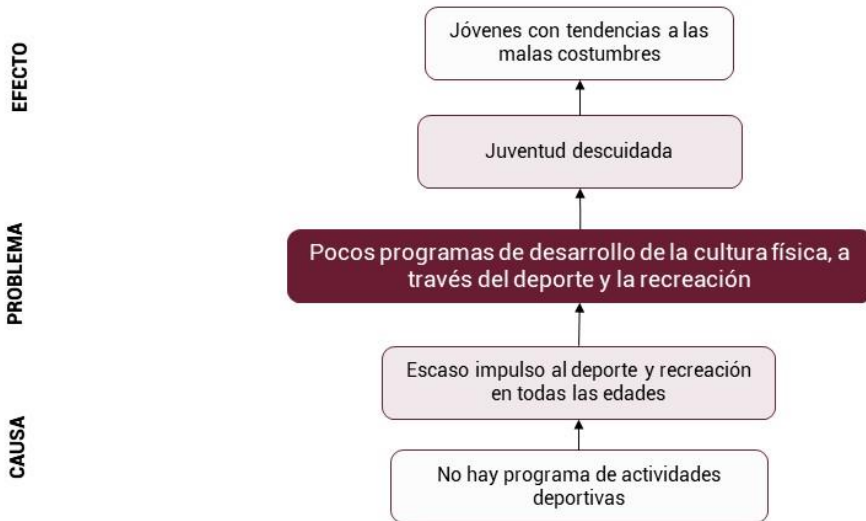 EFECTO
Jóvenes con tendencias a las
malas costumbres
Juventud descuidada
PROBLEMA
Pocos programas de desarrollo de la cultura física, a
través del deporte y la recreación
Escaso impulso al deporte y recreación
en todas las edades
CAUSA
No hay programa de actividades
deportivas